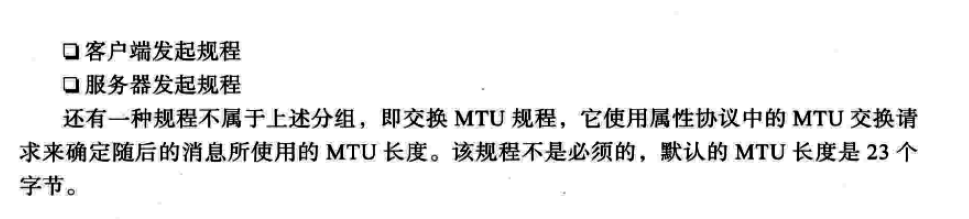 ❑ 客户端发起规程
❑ 服务器发起规程
还有一种规程不属于上述分组，即交换 MTU 规程，它使用属性协议中的 MTU 交换请
求来确定随后的消息所使用的 MTU 长度。该规程不是必须的，默认的 MTU 长度是 23 个
字节。